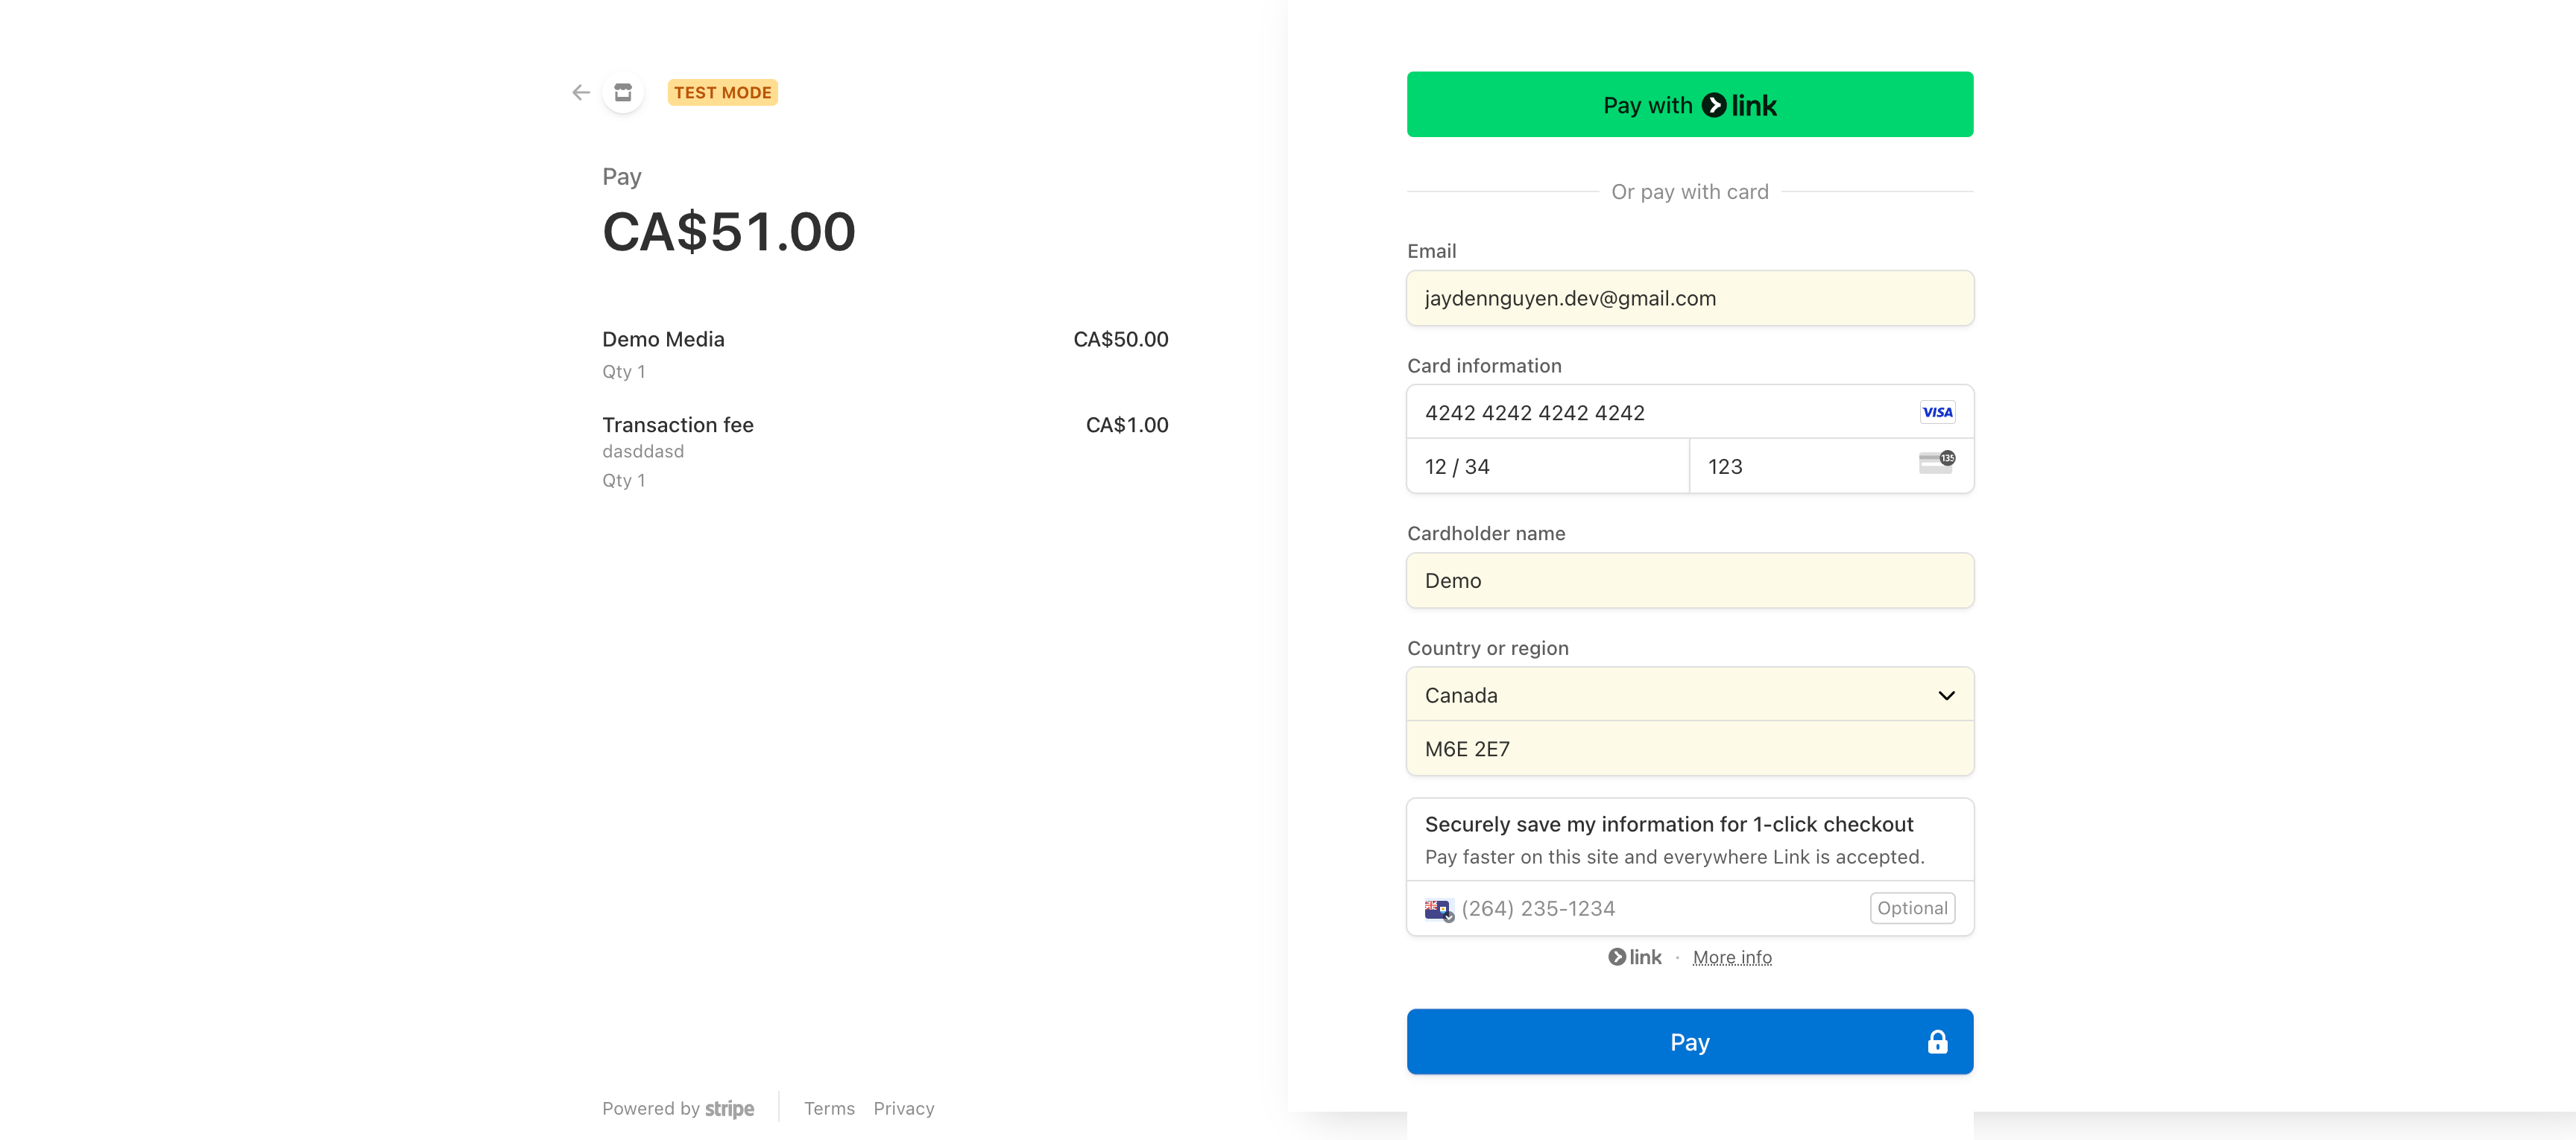 TEST MODE
Pay
CA$51.00
Demo Media CA$50.00
Qty 1
Transaction fee CA$1.00
dasddasd
Qty 1
Powered by stripe Terms Privacy
Pay with link
Or pay with card
Email
jaydennguyen.dev@gmail.com
Card information
4242 4242 4242 4242 VISA
12 / 34 123 135
Cardholder name
Demo
Country or region
Canada
M6E 2E7
Securely save my information for 1-click checkout
Pay faster on this site and everywhere Link is accepted.
(264) 235-1234 Optional
link · More info
Pay